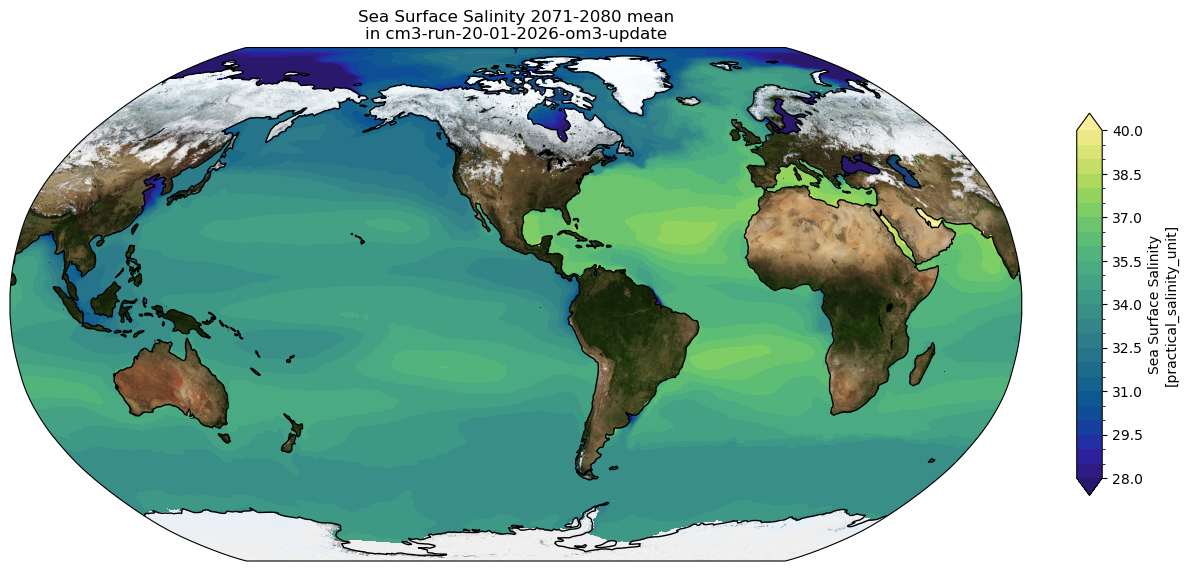 Sea Surface Salinity 2071-2080 mean
in cm3-run-20-01-2026-om3-update
40.0
38.5
37.0
35.5
34.0
32.5
31.0
29.5
28.0
Sea Surface Salinity
[practical_salinity_unit]